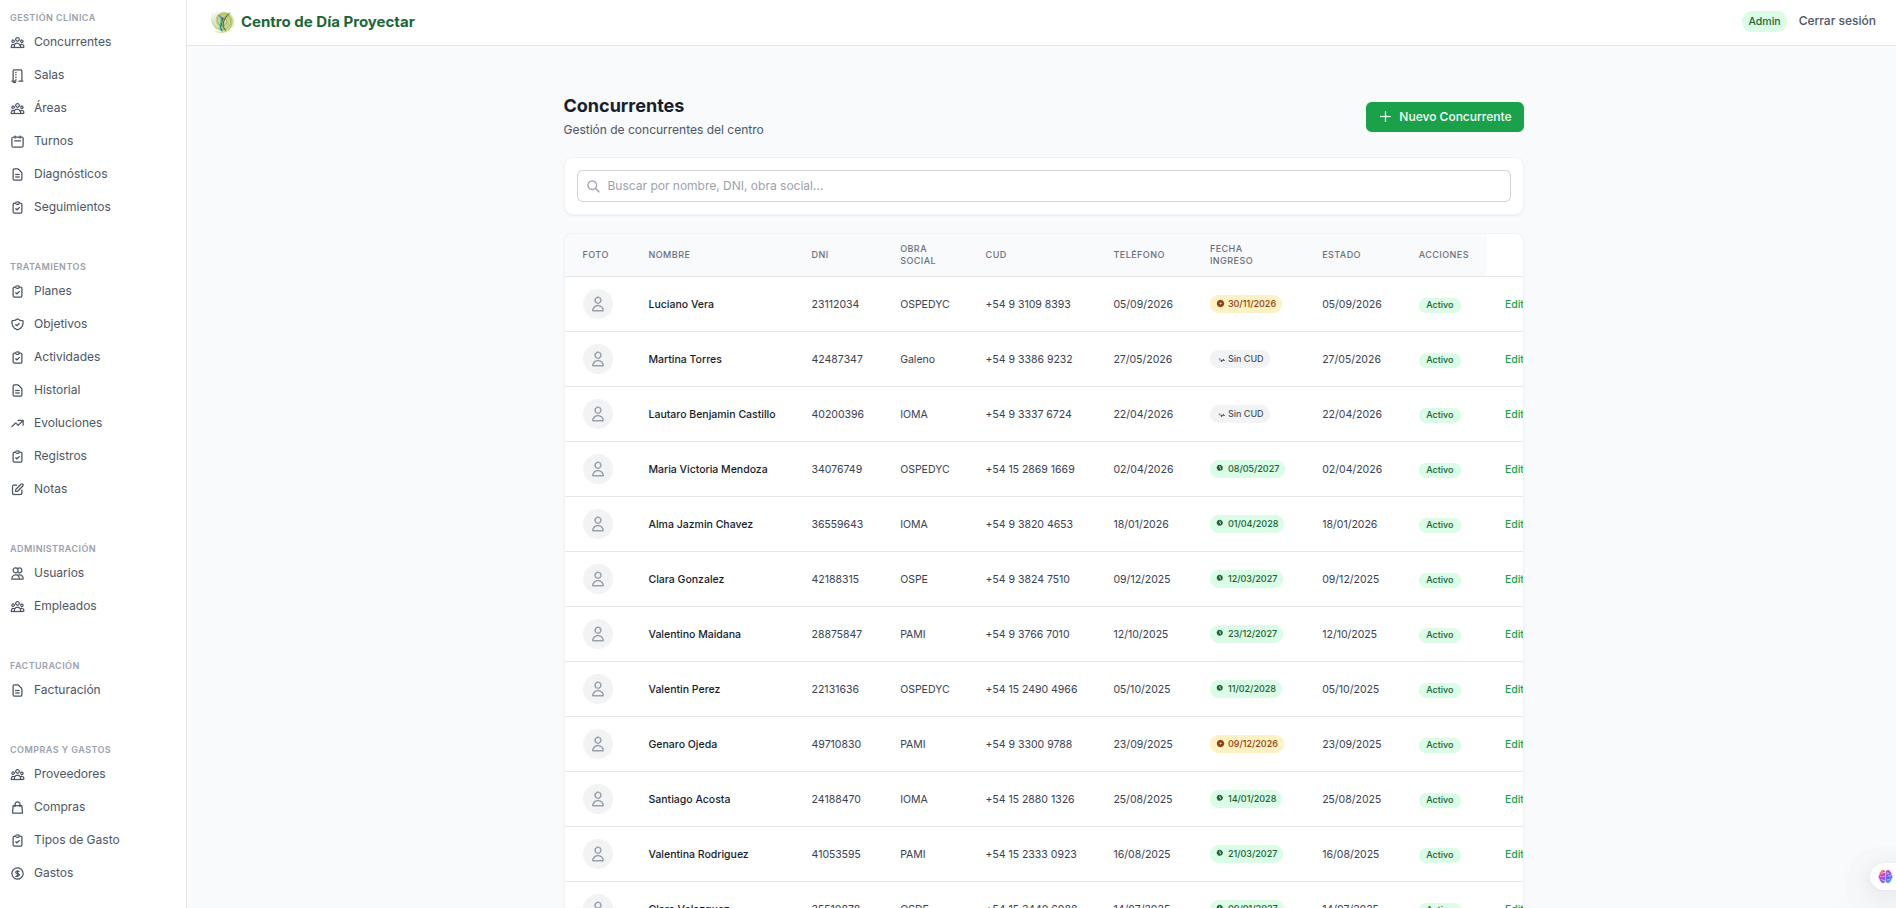 GESTIÓN CLÍNICA
Concurrentes
Salas
Áreas
Turnos
Diagnósticos
Seguimientos
TRATAMIENTOS
Planes
Objetivos
Actividades
Historial
Evoluciones
Registros
Notas
ADMINISTRACIÓN
Usuarios
Empleados
FACTURACIÓN
Facturación
COMPRAS Y GASTOS
Proveedores
Compras
Tipos de Gasto
Gastos
Centro de Día Proyectar
Admin Cerrar sesión
Concurrentes
Gestión de concurrentes del centro
Nuevo Concurrente
Buscar por nombre, DNI, obra social...
FOTO NOMBRE DNI OBRA SOCIAL CUD TELÉFONO FECHA INGRESO ESTADO ACCIONES
Luciano Vera 23112034 OSPEDYC +54 9 3109 8393 05/09/2026 30/11/2026 05/09/2026 Activo Edit
Martina Torres 42487347 Galeno +54 9 3386 9232 27/05/2026 Sin CUD 27/05/2026 Activo Edit
Lautaro Benjamin Castillo 40200396 IOMA +54 9 3337 6724 22/04/2026 Sin CUD 22/04/2026 Activo Edit
Maria Victoria Mendoza 34076749 OSPEDYC +54 15 2869 1669 02/04/2026 08/05/2027 02/04/2026 Activo Edit
Alma Jazmin Chavez 36559643 IOMA +54 9 3820 4653 18/01/2026 01/04/2028 18/01/2026 Activo Edit
Clara Gonzalez 42188315 OSPE +54 9 3824 7510 09/12/2025 12/03/2027 09/12/2025 Activo Edit
Valentino Maidana 28875847 PAMI +54 9 3766 7010 12/10/2025 23/12/2027 12/10/2025 Activo Edit
Valentin Perez 22131636 OSPEDYC +54 15 2490 4966 05/10/2025 11/02/2028 05/10/2025 Activo Edit
Genaro Ojeda 49710830 PAMI +54 9 3300 9788 23/09/2025 09/12/2026 23/09/2025 Activo Edit
Santiago Acosta 24188470 IOMA +54 15 2880 1326 25/08/2025 14/01/2028 25/08/2025 Activo Edit
Valentina Rodriguez 41053595 PAMI +54 15 2333 0923 16/08/2025 21/03/2027 16/08/2025 Activo Edit